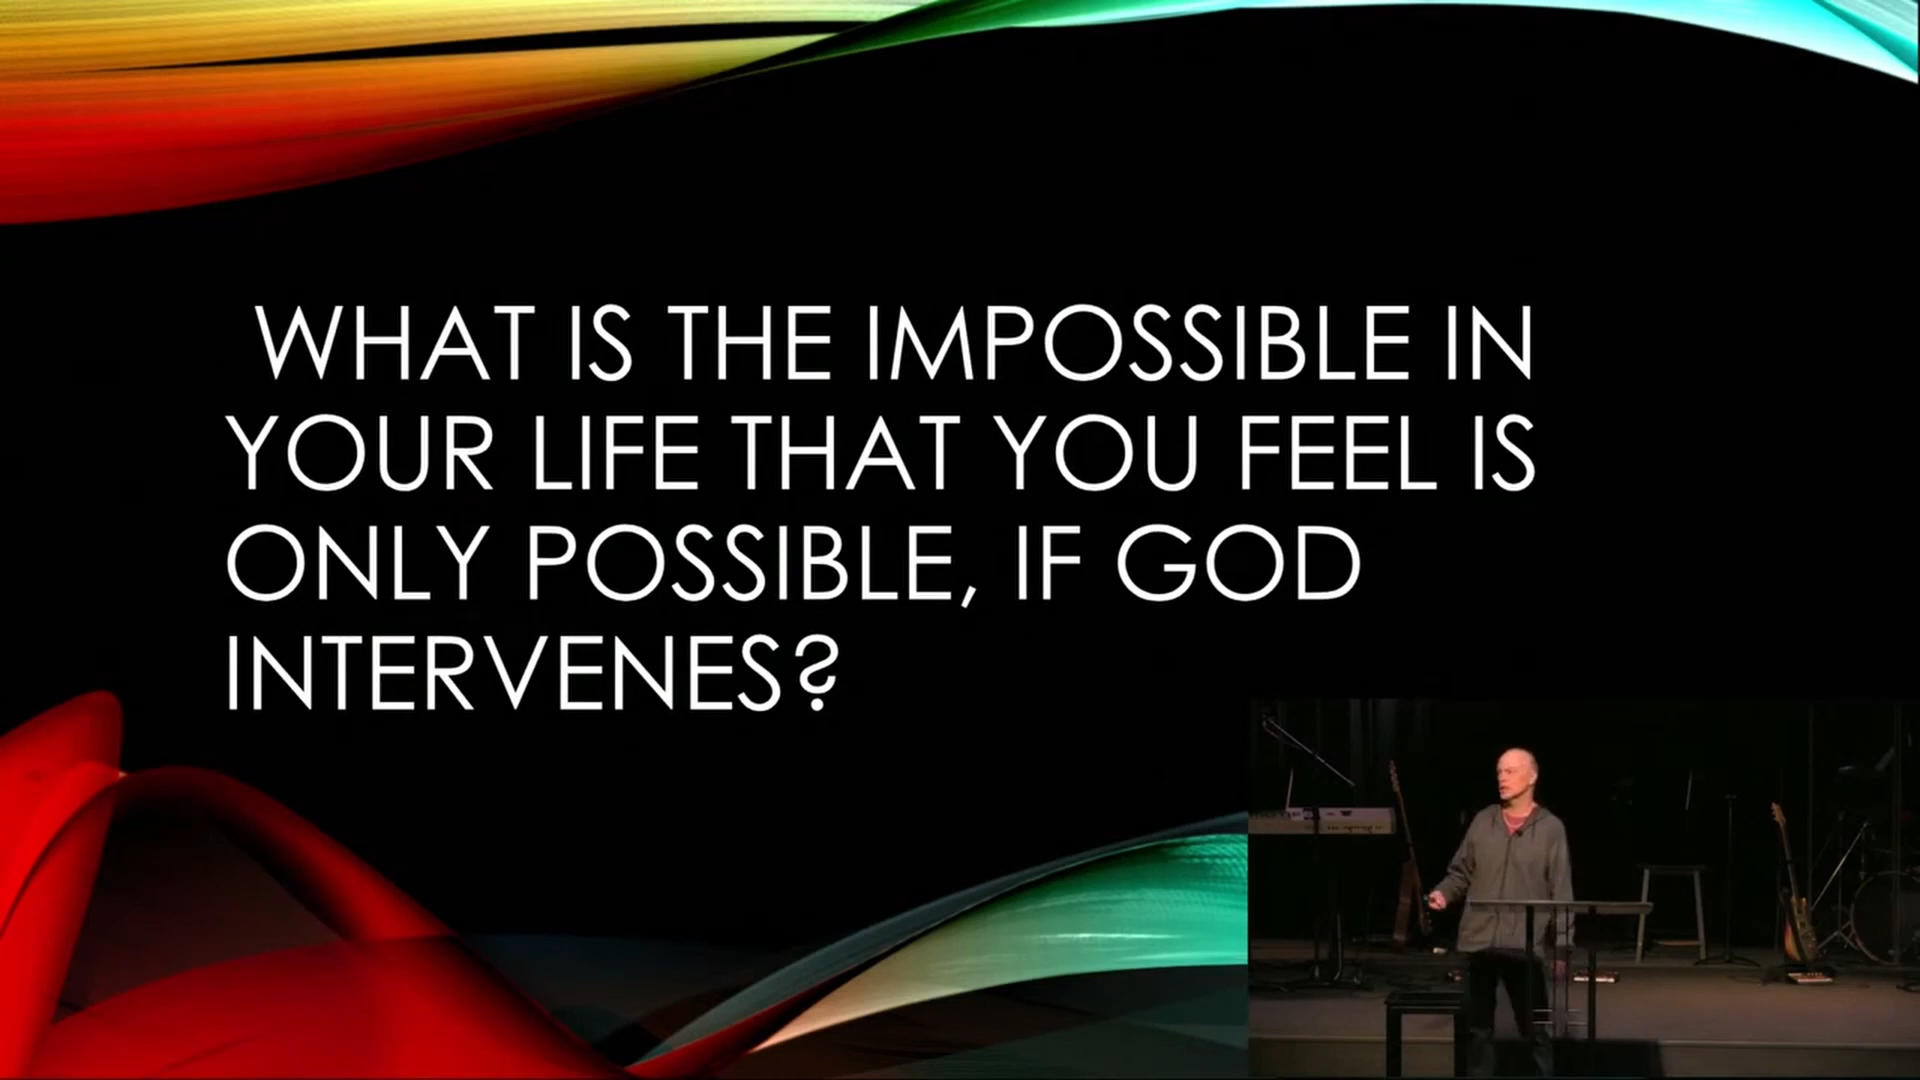 WHAT IS THE IMPOSSIBLE IN
YOUR LIFE THAT YOU FEEL IS
ONLY POSSIBLE, IF GOD
INTERVENES?